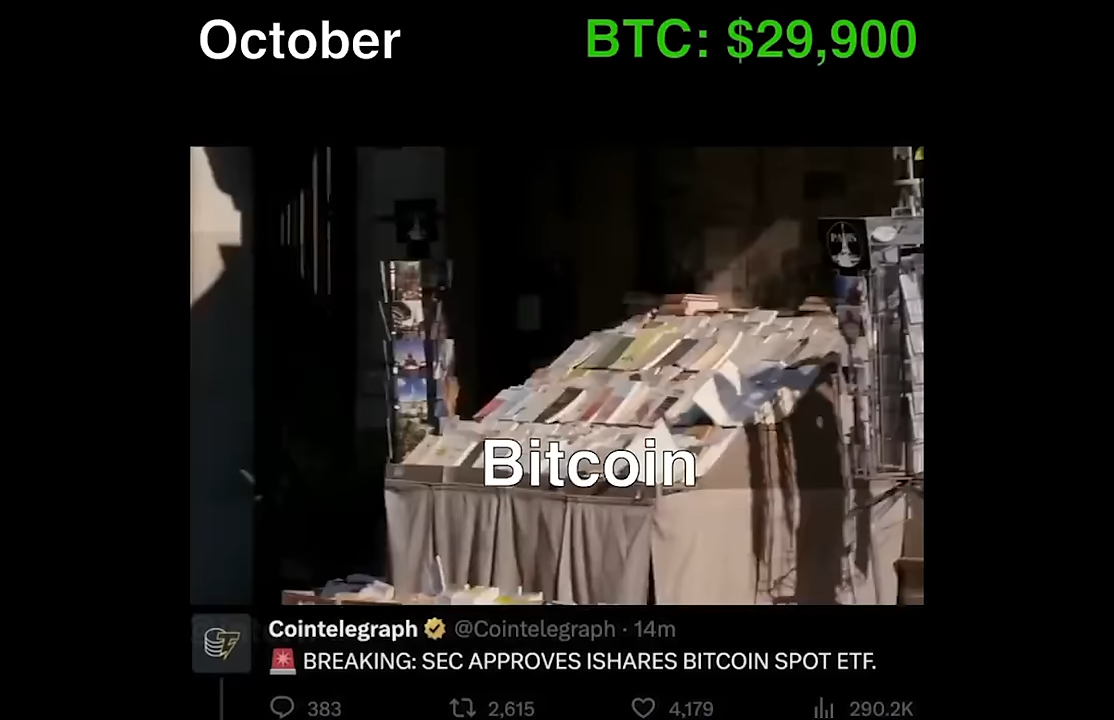 October
BTC: $29,900
PARIS
Bitcoin
Cointelegraph @Cointelegraph · 14m
🚨 BREAKING: SEC APPROVES ISHARES BITCOIN SPOT ETF.
383 2,615 4,179 290.2K